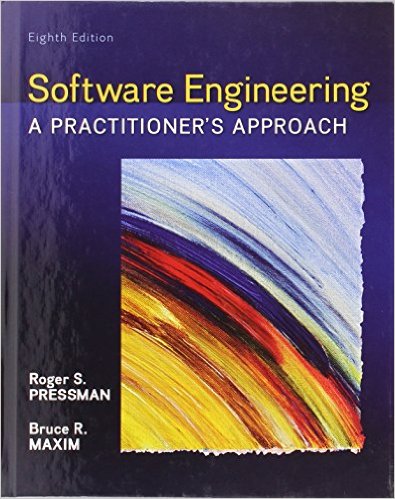 Eighth Edition
Software Engineering
A PRACTITIONER'S APPROACH
Roger S.
PRESSMAN
Bruce R.
MAXIM